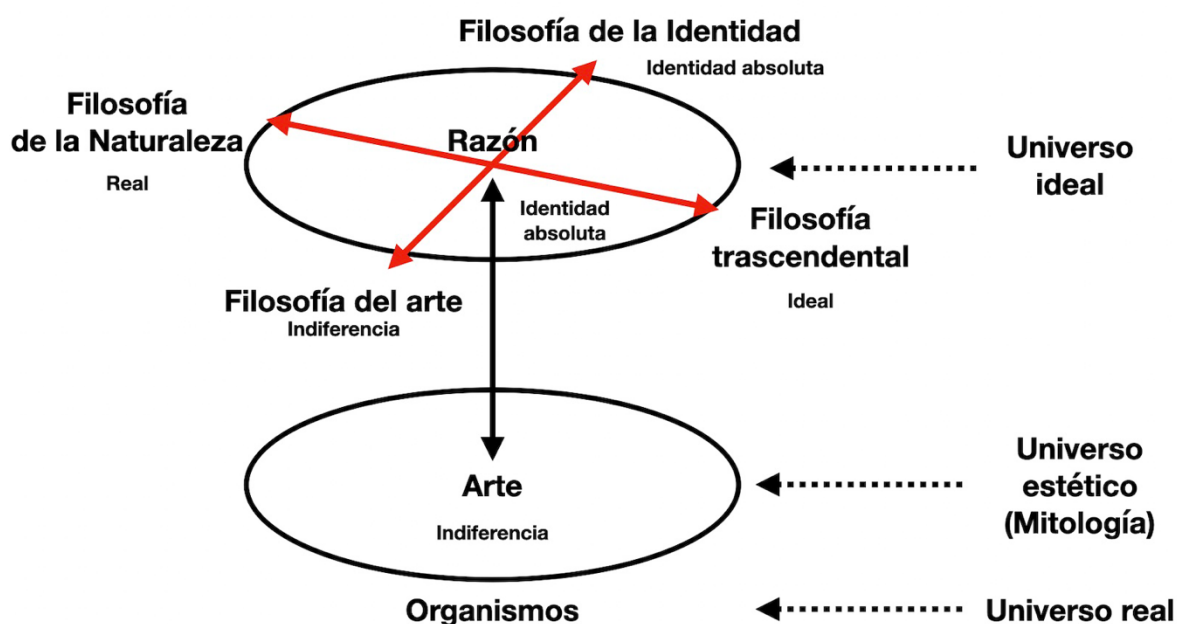 Filosofía de la Identidad
Identidad absoluta
Filosofía
de la Naturaleza
Real
Razón
Universo
ideal
Identidad
absoluta
Filosofía
trascendental
Ideal
Filosofía del arte
Indiferencia
Arte
Indiferencia
Universo
estético
(Mitología)
Organismos
Universo real